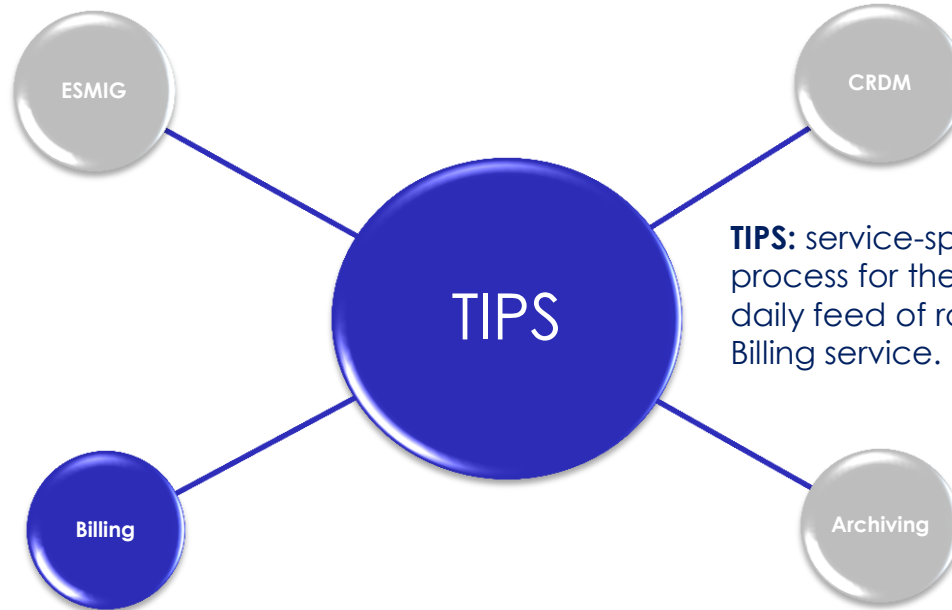 ESMIG
CRDM
TIPS
TIPS: service-sp
process for the
daily feed of
Billing service.
Billing
Archiving